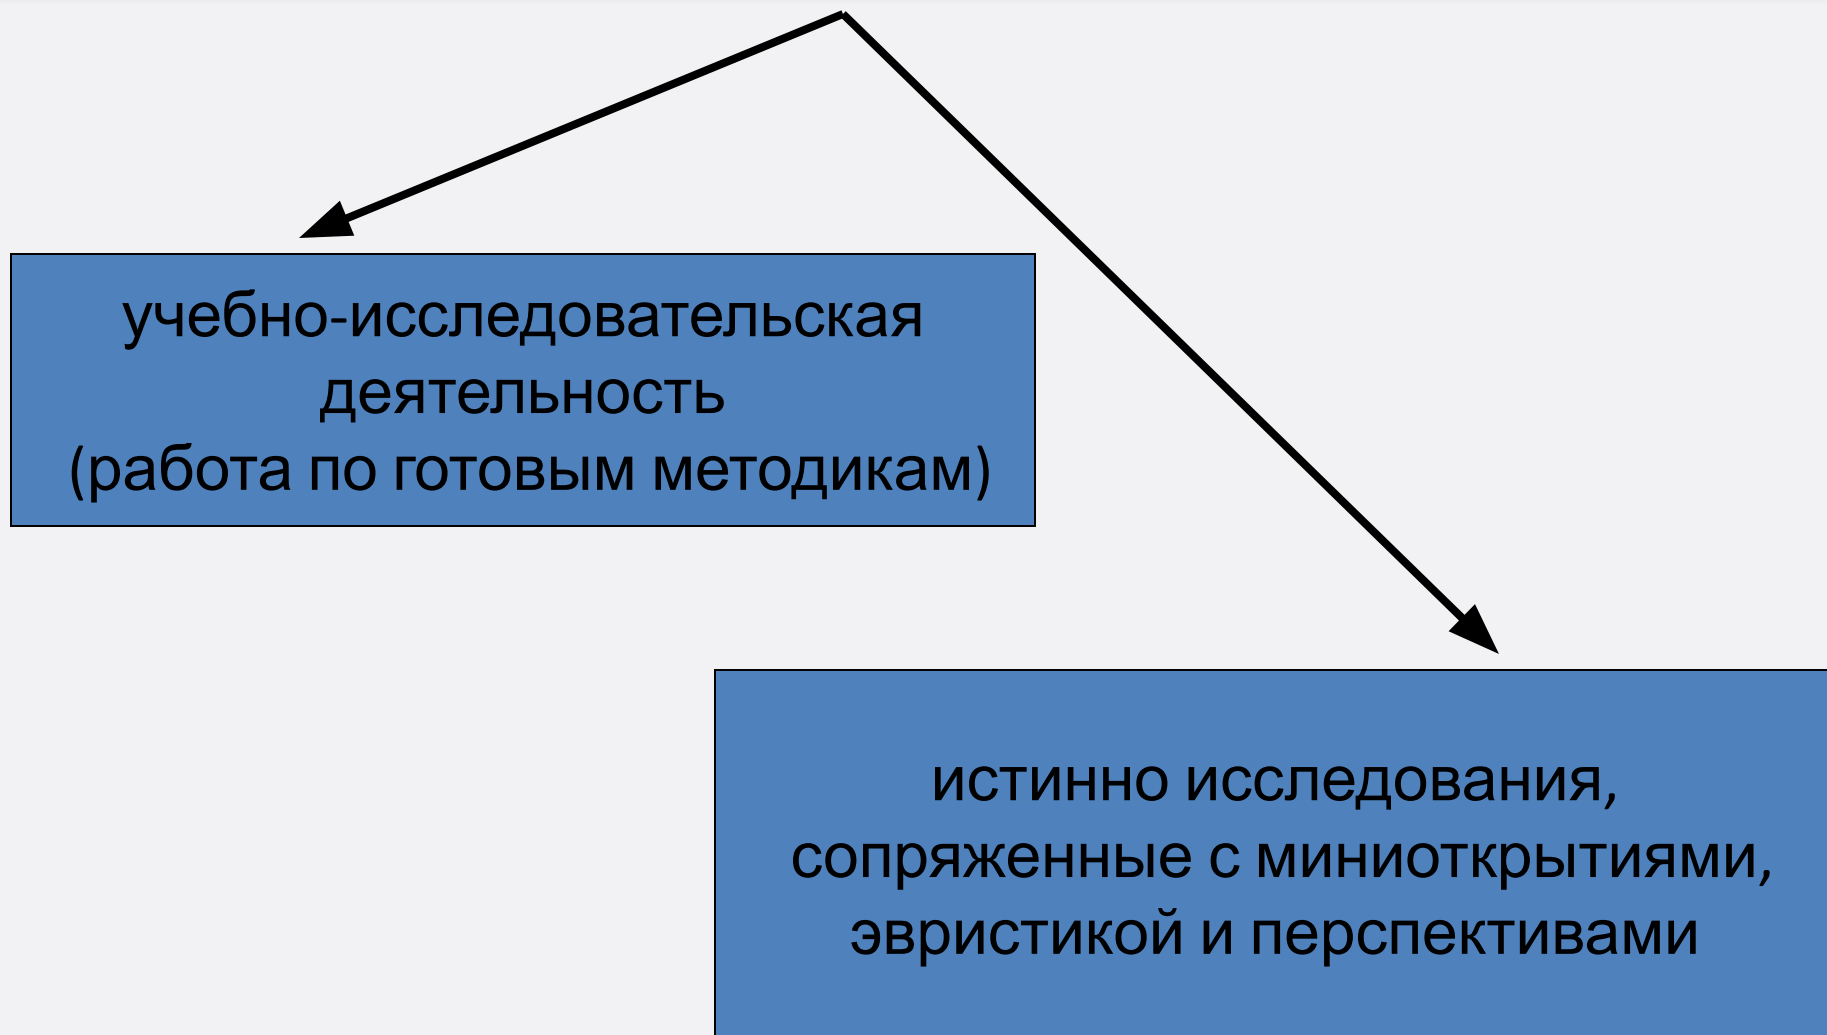 учебно-исследовательская
деятельность
(работа по готовым методикам)
истинно исследования,
сопряженные с миниоткрытиями,
эвристикой и перспективами